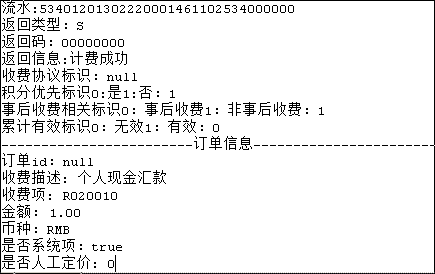 流水:53401201302220001461102534000000
返回类型: S
返回码: 00000000
返回信息:计费成功
收费协议标识: null
积分优先标识0:是1:否: 1
事后收费相关标识0: 事后收费1: 非事后收费: 1
累计有效标识0: 无效1: 有效: 0
------------------------订单信息------------------------
订单id: null
收费描述: 个人现金汇款
收费项: R020010
金额: 1.00
币种: RMB
是否系统项: true
是否人工定价: 0